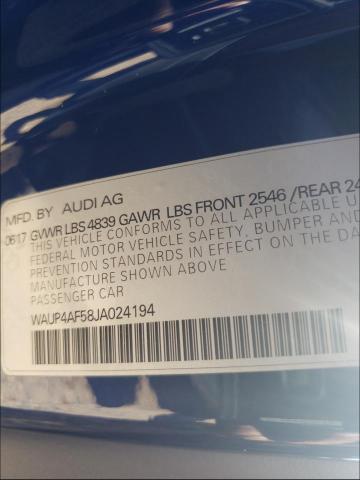 MFD. BY AUDI AG
0617 GVWR LBS 4839 GAWR LBS FRONT 2546 /REAR 24
THIS VEHICLE CONFORMS TO ALL APPLICABLE
FEDERAL MOTOR VEHICLE SAFETY, BUMPER AND
PREVENTION STANDARDS IN EFFECT ON THE DA
MANUFACTURE SHOWN ABOVE
PASSENGER CAR
WAUP4AF58JA024194